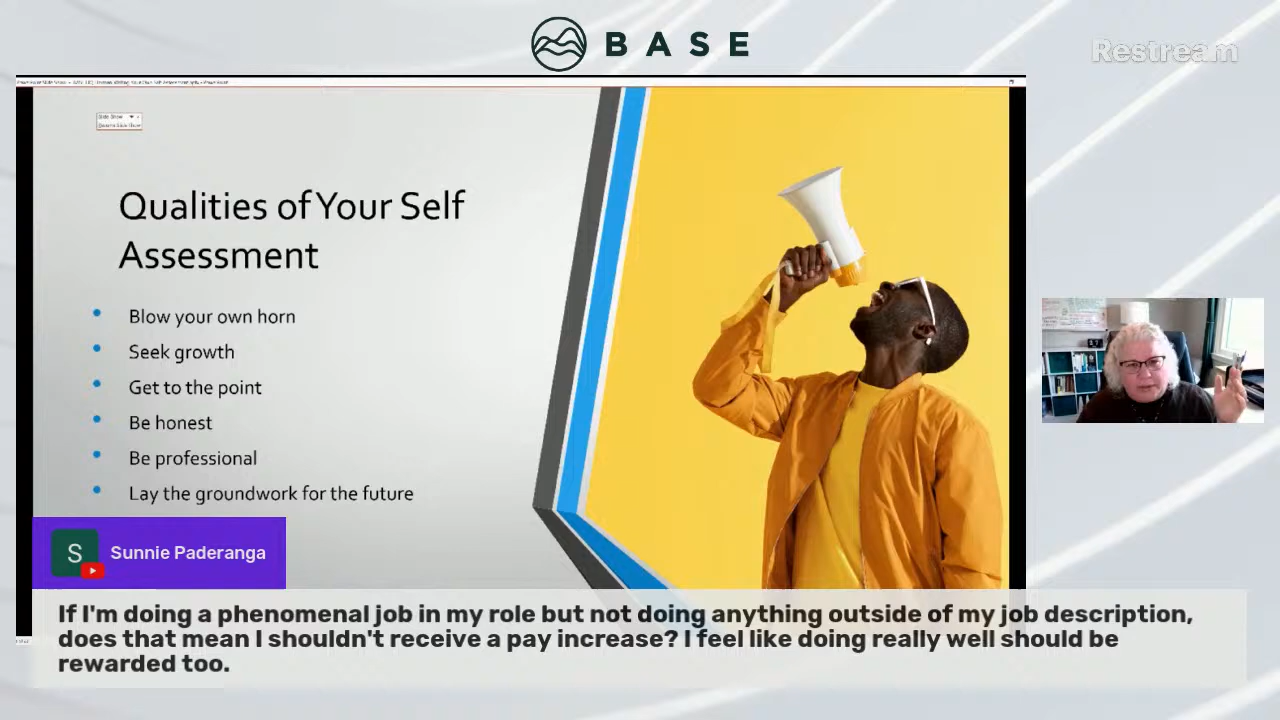 BASE
Restream
Qualities of Your Self
Assessment
Blow your own horn
Seek growth
Get to the point
Be honest
Be professional
Lay the groundwork for the future
S
Sunnie Paderanga
If I'm doing a phenomenal job in my role but not doing anything outside of my job description,
does that mean I shouldn't receive a pay increase? I feel like doing really well should be
rewarded too.